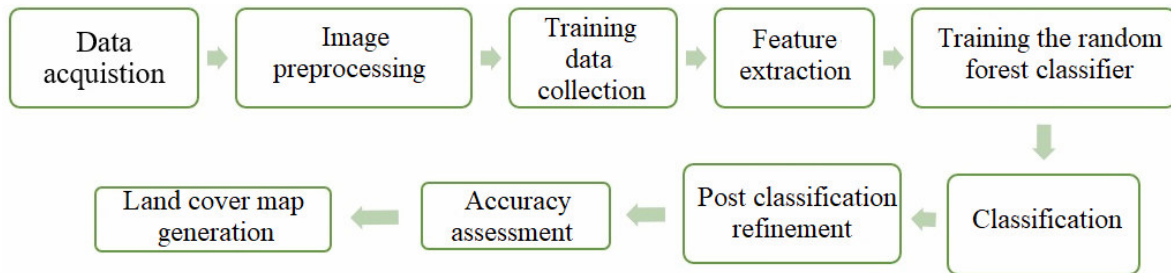 Data
acquistion
Image
preprocessing
Training
data
collection
Feature
extraction
Training the random
forest classifier
Classification
Post classification
refinement
Accuracy
assessment
Land cover map
generation